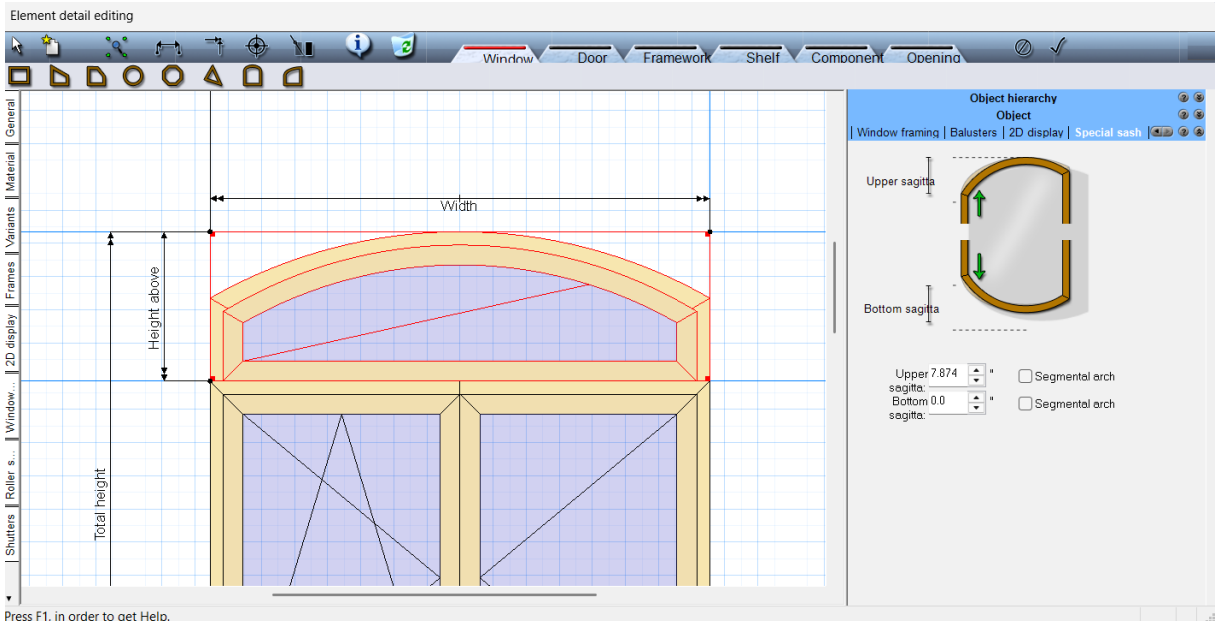 Element detail editing
Window Door Framework Shelf Component Opening
General
Material
Variants
Frames
2D display
Window...
Roller s...
Shutters
Width
Height above
Total height
Object hierarchy
Object
Window framing Balusters 2D display Special sash
Upper sagitta
Bottom sagitta
Upper 7.874 " Segmental arch
sagitta:
Bottom 0.0 " Segmental arch
sagitta:
Press F1, in order to get Help.